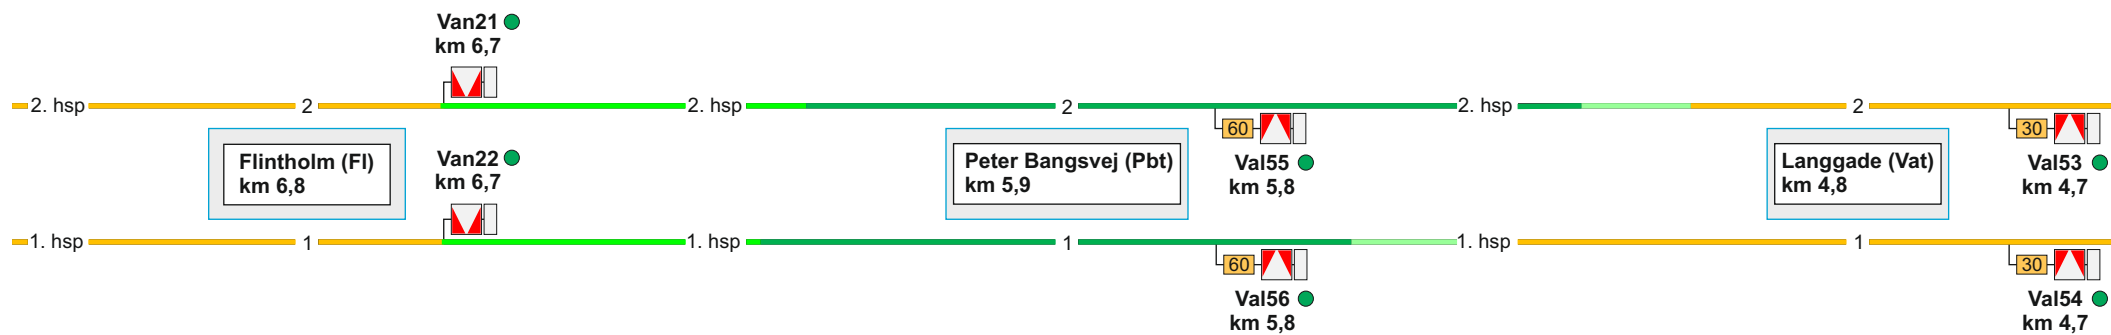 Van21
km 6,7
2. hsp 2 2. hsp 2 2. hsp 2
60 30
Flintholm (Fl)
km 6,8
Van22
km 6,7
Peter Bangsvej (Pbt)
km 5,9
Val55
km 5,8
Langgade (Vat)
km 4,8
Val53
km 4,7
1. hsp 1 1. hsp 1 1. hsp 1
60 30
Val56
km 5,8
Val54
km 4,7